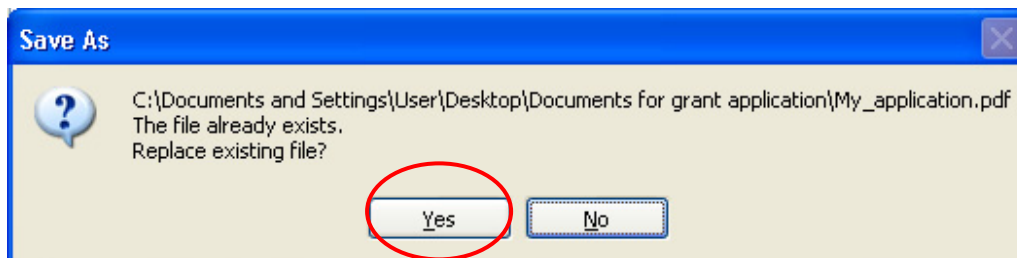 Save As
C:\Documents and Settings\User\Desktop\Documents for grant application\My_application.pdf
The file already exists.
Replace existing file?
Yes No